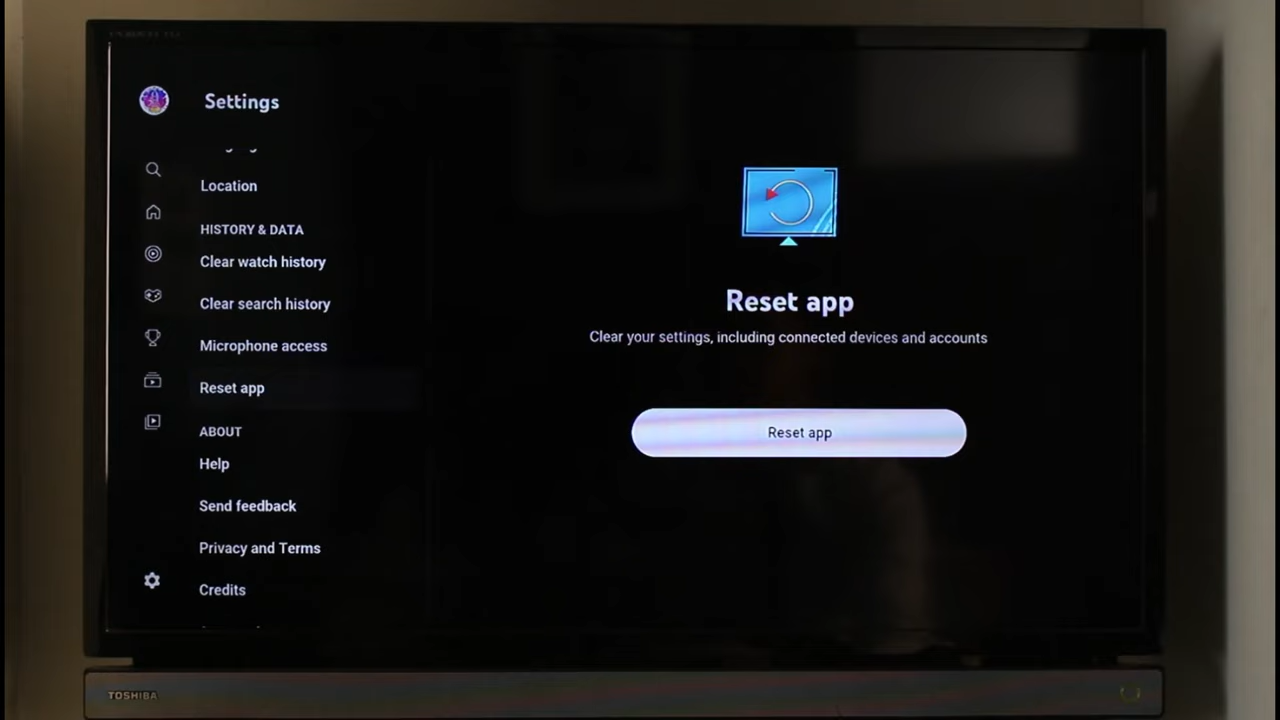 Settings
Location
HISTORY & DATA
Clear watch history
Clear search history
Microphone access
Reset app
ABOUT
Help
Send feedback
Privacy and Terms
Credits
Reset app
Clear your settings, including connected devices and accounts
Reset app
TOSHIBA